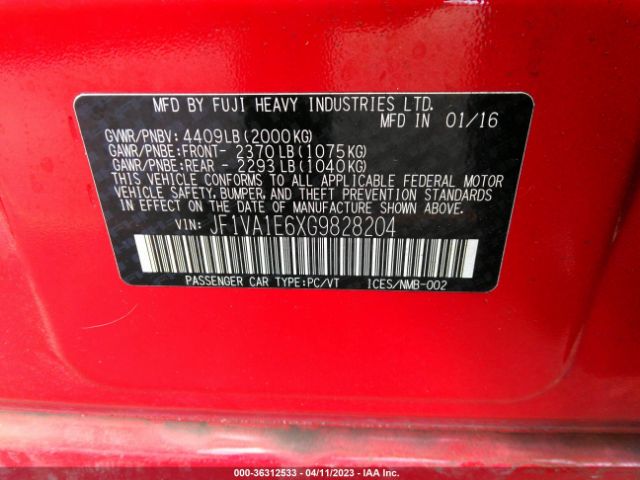 MFD BY FUJI HEAVY INDUSTRIES LTD.
MFD IN 01/16
GVWR/PNBV: 4409LB(2000KG)
GAWR/PNBE:FRONT- 2370LB(1075KG)
GAWR/PNBE:REAR - 2293LB(1040KG)
THIS VEHICLE CONFORMS TO ALL APPLICABLE FEDERAL MOTOR
VEHICLE SAFETY, BUMPER, AND THEFT PREVENTION STANDARDS
IN EFFECT ON THE DATE OF MANUFACTURE SHOWN ABOVE.
VIN: JF1VA1E6XG9828204
PASSENGER CAR TYPE:PC/VT ICES/NMB-002
000-36312533 - 04/11/2023 - IAA Inc.